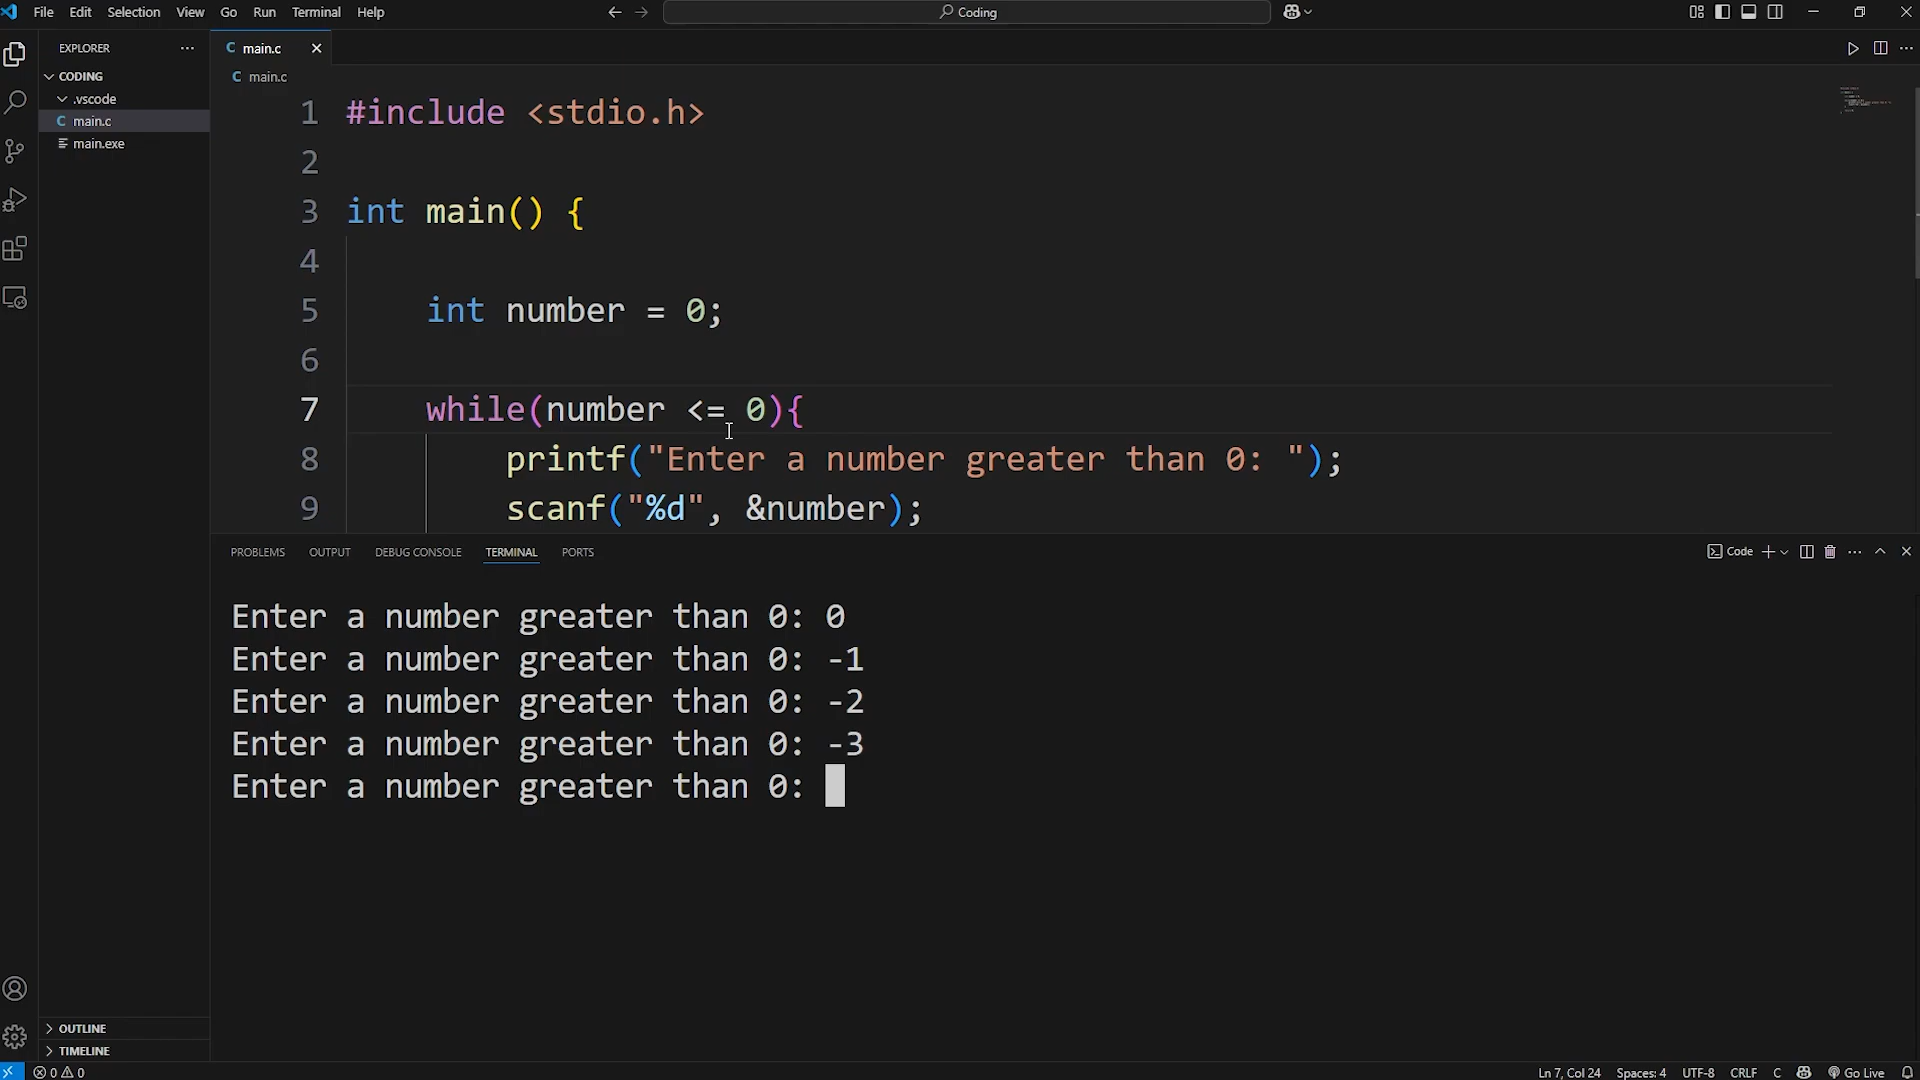 File Edit Selection View Go Run Terminal Help
Coding
EXPLORER
CODING
.vscode
C main.c
main.exe
OUTLINE
TIMELINE
C main.c
C main.c
1 #include <stdio.h>
2
3 int main() {
4
5 int number = 0;
6
7 while(number <= 0){
8 printf("Enter a number greater than 0: ");
9 scanf("%d", &number);
PROBLEMS OUTPUT DEBUG CONSOLE TERMINAL PORTS
Code
Enter a number greater than 0: 0
Enter a number greater than 0: -1
Enter a number greater than 0: -2
Enter a number greater than 0: -3
Enter a number greater than 0:
0 0
Ln 7, Col 24 Spaces: 4 UTF-8 CRLF C Go Live